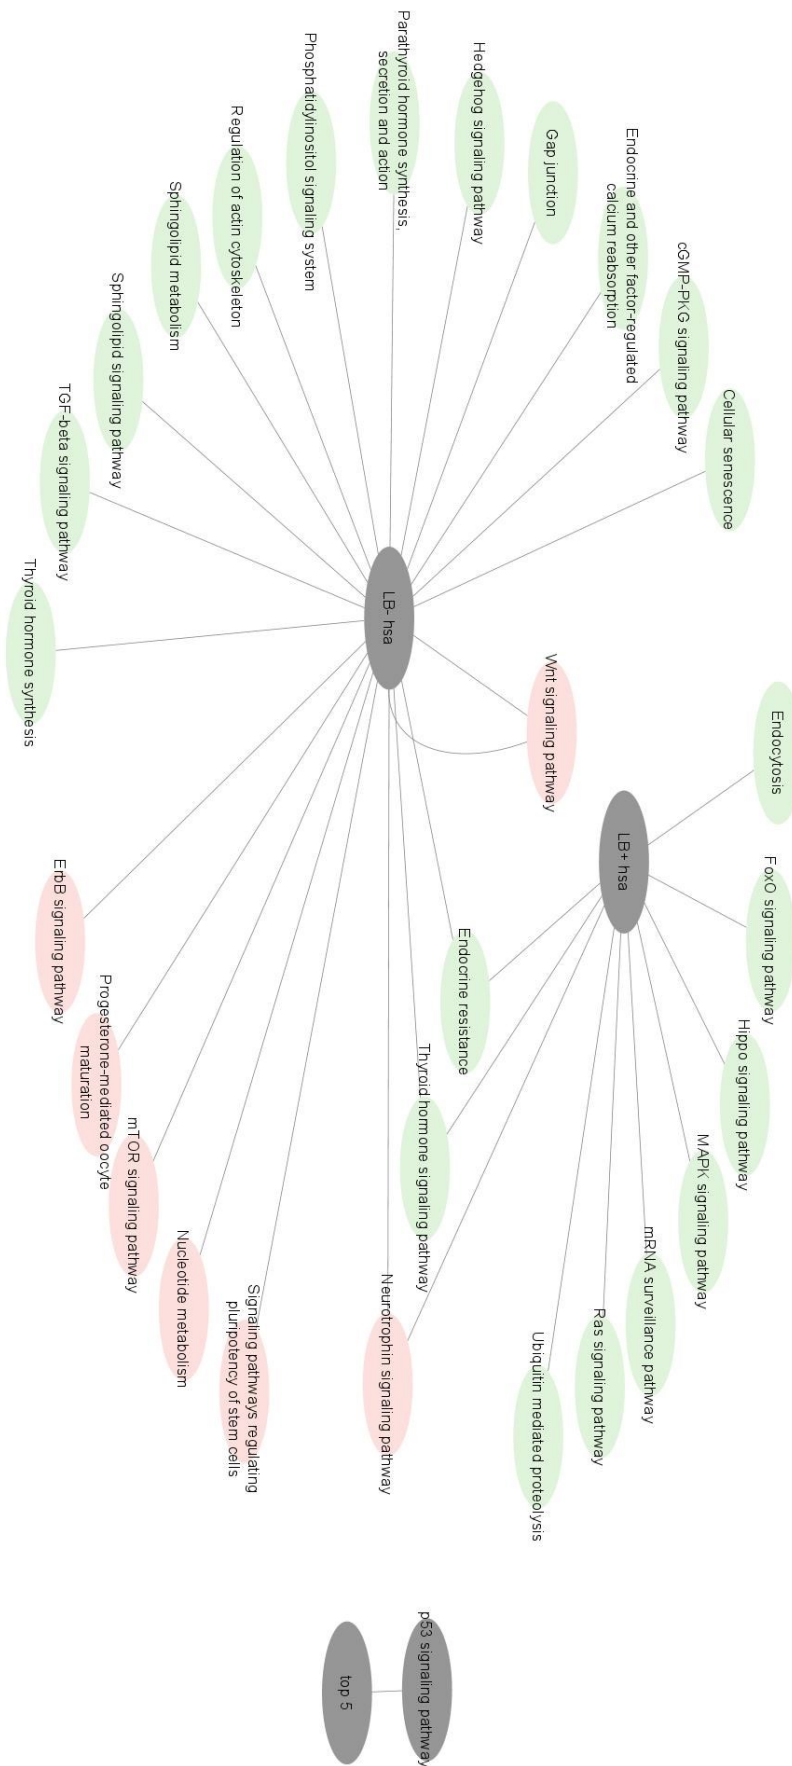 Parathyroid hormone synthesis,
secretion and action
Phosphatidylinositol signaling system
Hedgehog signaling pathway
Regulation of actin cytoskeleton
Gap junction
Endocrine and other factor-regulated
calcium reabsorption
Sphingolipid metabolism
cGMP-PKG signaling pathway
Sphingolipid signaling pathway
TGF-beta signaling pathway
Cellular senescence
Thyroid hormone synthesis
LB- hsa
Wnt signaling pathway
Endocytosis
LB+ hsa
FoxO signaling pathway
ErbB signaling pathway
Endocrine resistance
Progesterone-mediated oocyte
maturation
Hippo signaling pathway
Thyroid hormone signaling pathway
mTOR signaling pathway
MAPK signaling pathway
Nucleotide metabolism
mRNA surveillance pathway
Signaling pathways regulating
pluripotency of stem cells
Neurotrophin signaling pathway
Ras signaling pathway
Ubiquitin mediated proteolysis
p53 signaling pathway
top 5